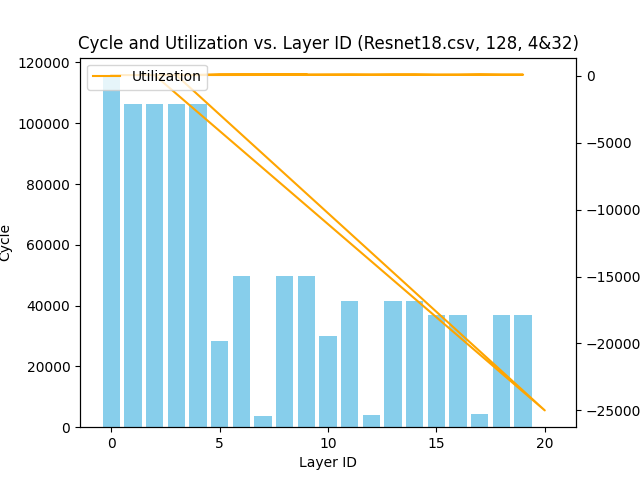 Cycle and Utilization vs. Layer ID (Resnet18.csv, 128, 4&32)
Utilization
120000
100000
80000
60000
40000
20000
0
Cycle
0
−5000
−10000
−15000
−20000
−25000
0 5 10 15 20
Layer ID